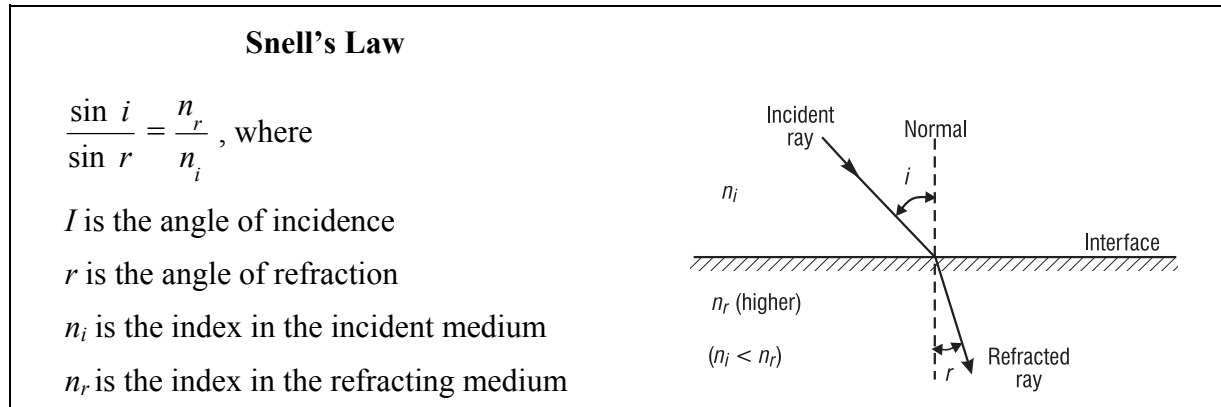 Snell’s Law
sin i / sin r = n_r / n_i , where
I is the angle of incidence
r is the angle of refraction
n_i is the index in the incident medium
n_r is the index in the refracting medium
Incident
ray
Normal
i
n_i
Interface
n_r (higher)
(n_i < n_r)
r
Refracted
ray